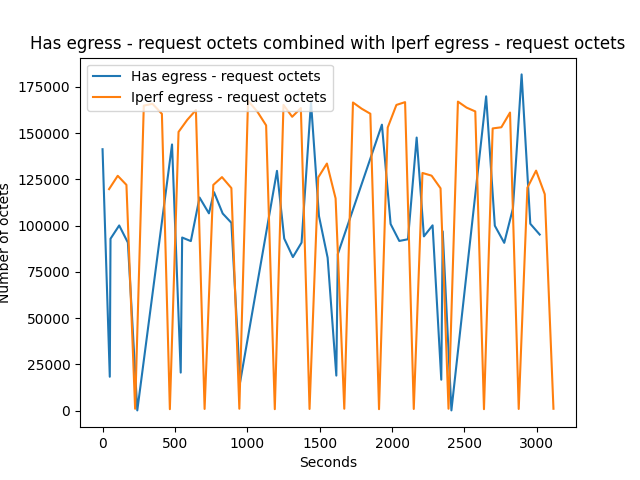 Has egress - request octets combined with Iperf egress - request octets
Has egress - request octets
Iperf egress - request octets
Number of octets
175000
150000
125000
100000
75000
50000
25000
0
0 500 1000 1500 2000 2500 3000
Seconds